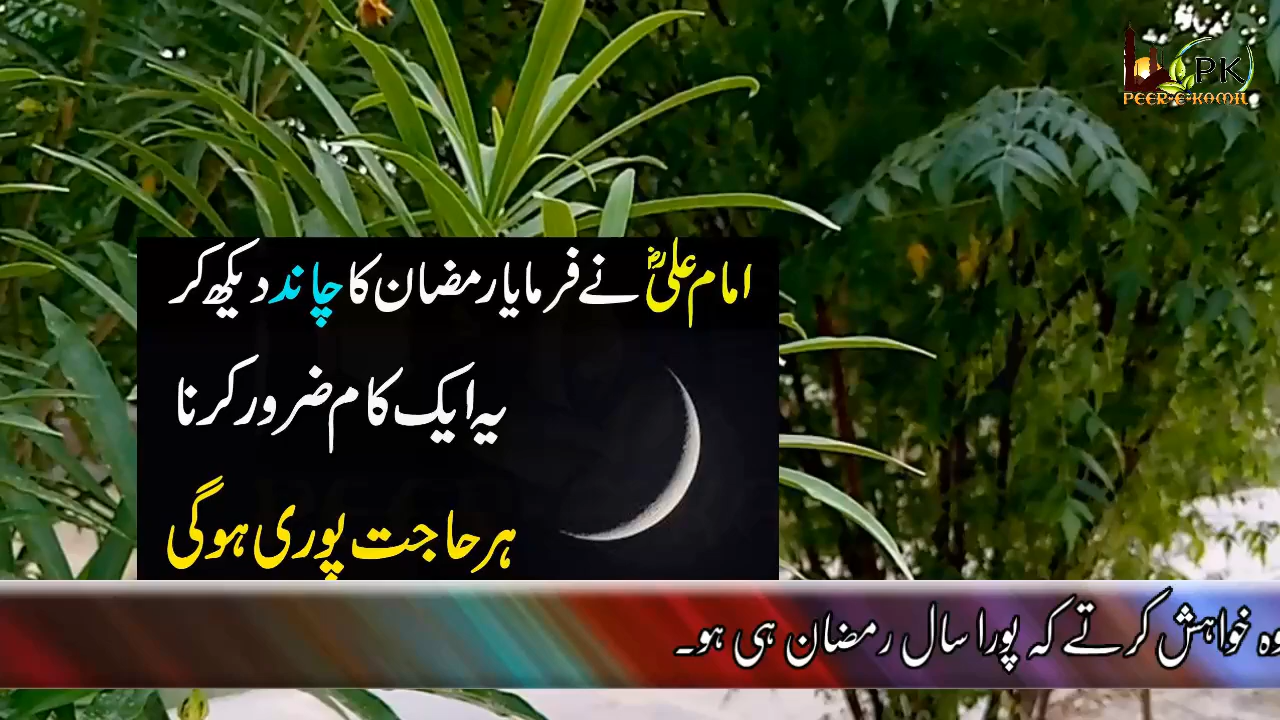 PK
PEER-E-KAMIL
امام علیؓ نے فرمایا رمضان کا چاند دیکھ کر
یہ ایک کام ضرور کرنا
ہر حاجت پوری ہوگی
وہ خواہش کرتے کہ پورا سال رمضان ہی ہو۔